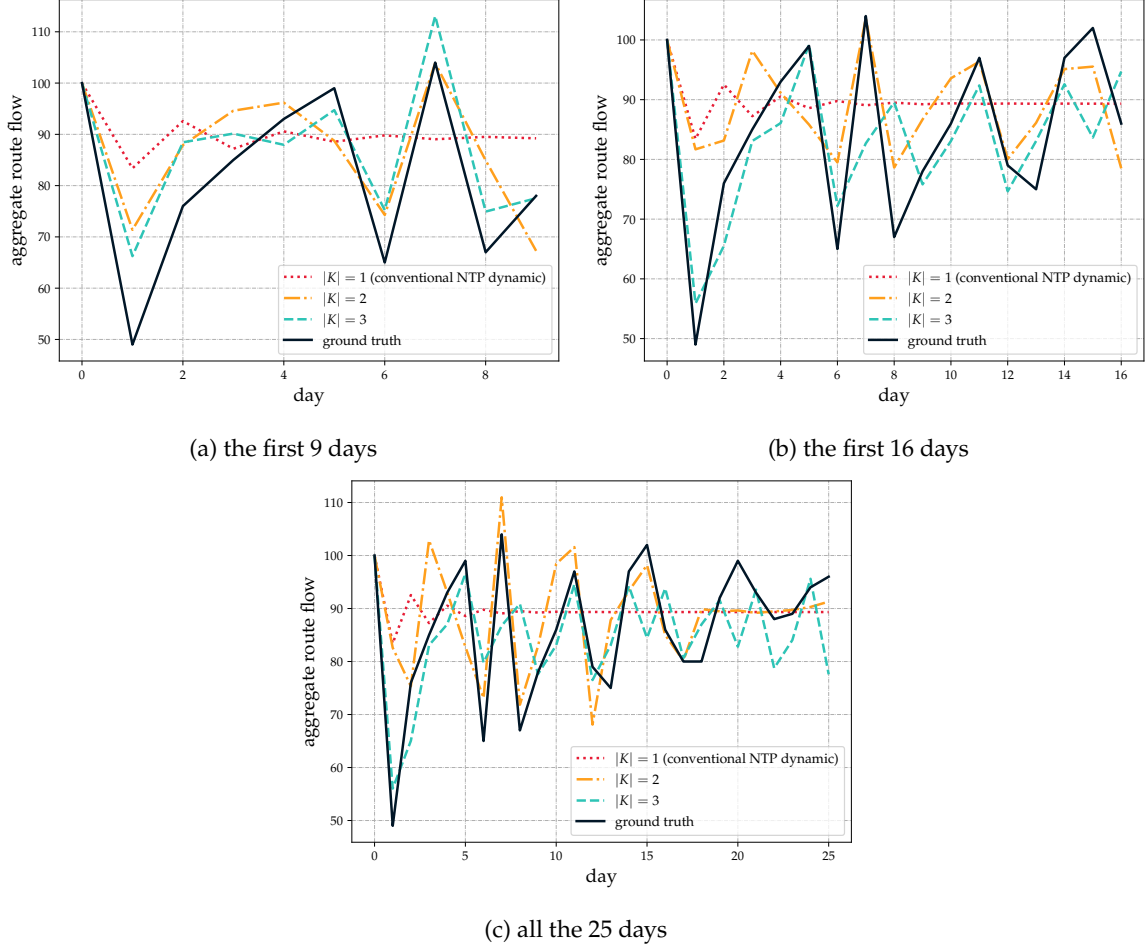 110
100
90
80
70
60
50
aggregate route flow
|K| = 1 (conventional NTP dynamic)
|K| = 2
|K| = 3
ground truth
0 2 4 6 8
day
(a) the first 9 days
100
90
80
70
60
50
aggregate route flow
|K| = 1 (conventional NTP dynamic)
|K| = 2
|K| = 3
ground truth
0 2 4 6 8 10 12 14 16
day
(b) the first 16 days
110
100
90
80
70
60
50
aggregate route flow
|K| = 1 (conventional NTP dynamic)
|K| = 2
|K| = 3
ground truth
0 5 10 15 20 25
day
(c) all the 25 days